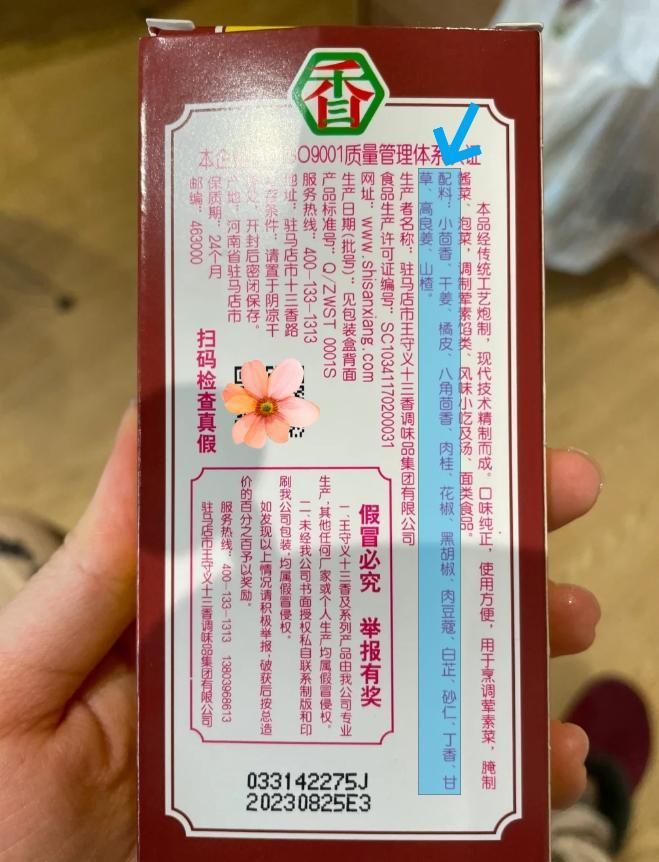 香
本企 ISO9001质量管理体系认证
本品经传统工艺炮制，现代技术精制而成。口味纯正，使用方便，用于烹调荤素菜，腌制
酱菜、泡菜，调制荤素馅类、风味小吃及汤、面类食品。
配料：小茴香、干姜、橘皮、八角茴香、肉桂、花椒、黑胡椒、肉豆蔻、白芷、砂仁、丁香、甘
草、高良姜、山楂。
生产者名称：驻马店市王守义十三香调味品集团有限公司
食品生产许可证编号：SC10341170200031
网址：www.shisanxiang.com
生产日期(批号)：见包装盒背面
产品标准号：Q/ZWST 0001S
服务热线：400-133-1313
地址：驻马店市十三香路
条件：请置于阴凉干
开封后密闭保存。
地：河南省驻马店市
保质期：24个月
邮编：463000
扫码检查真假
假冒必究 举报有奖
一.王守义十三香及系列产品由我公司专业
生产,其他任何厂家或个人生产均属假冒侵权。
二.未经我公司书面授权私自联系制版和印
刷我公司包装,均属假冒侵权。
如发现以上情况请积极举报,破获后按总造
价的百分之百予以奖励。
服务热线：400-133-1313 13803968613
驻马店市王守义十三香调味品集团有限公司
033142275J
20230825E3